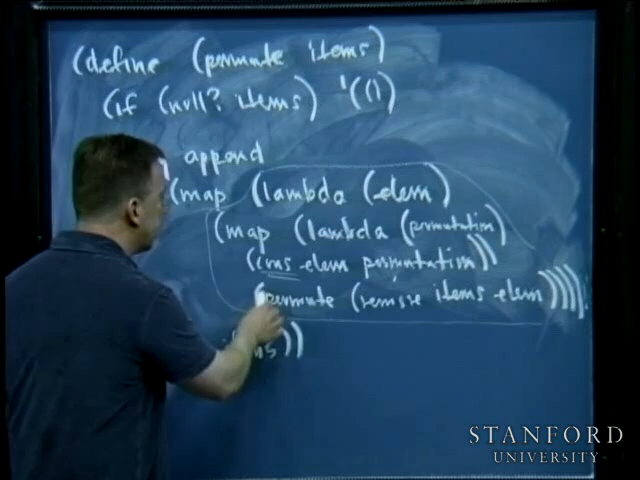 (define (permute items)
(if (null? items) '(())
append
(map (lambda (elem)
(map (lambda (permutation)
(cons elem permutation))
(permute (remove items elem))))
))
STANFORD
UNIVERSITY